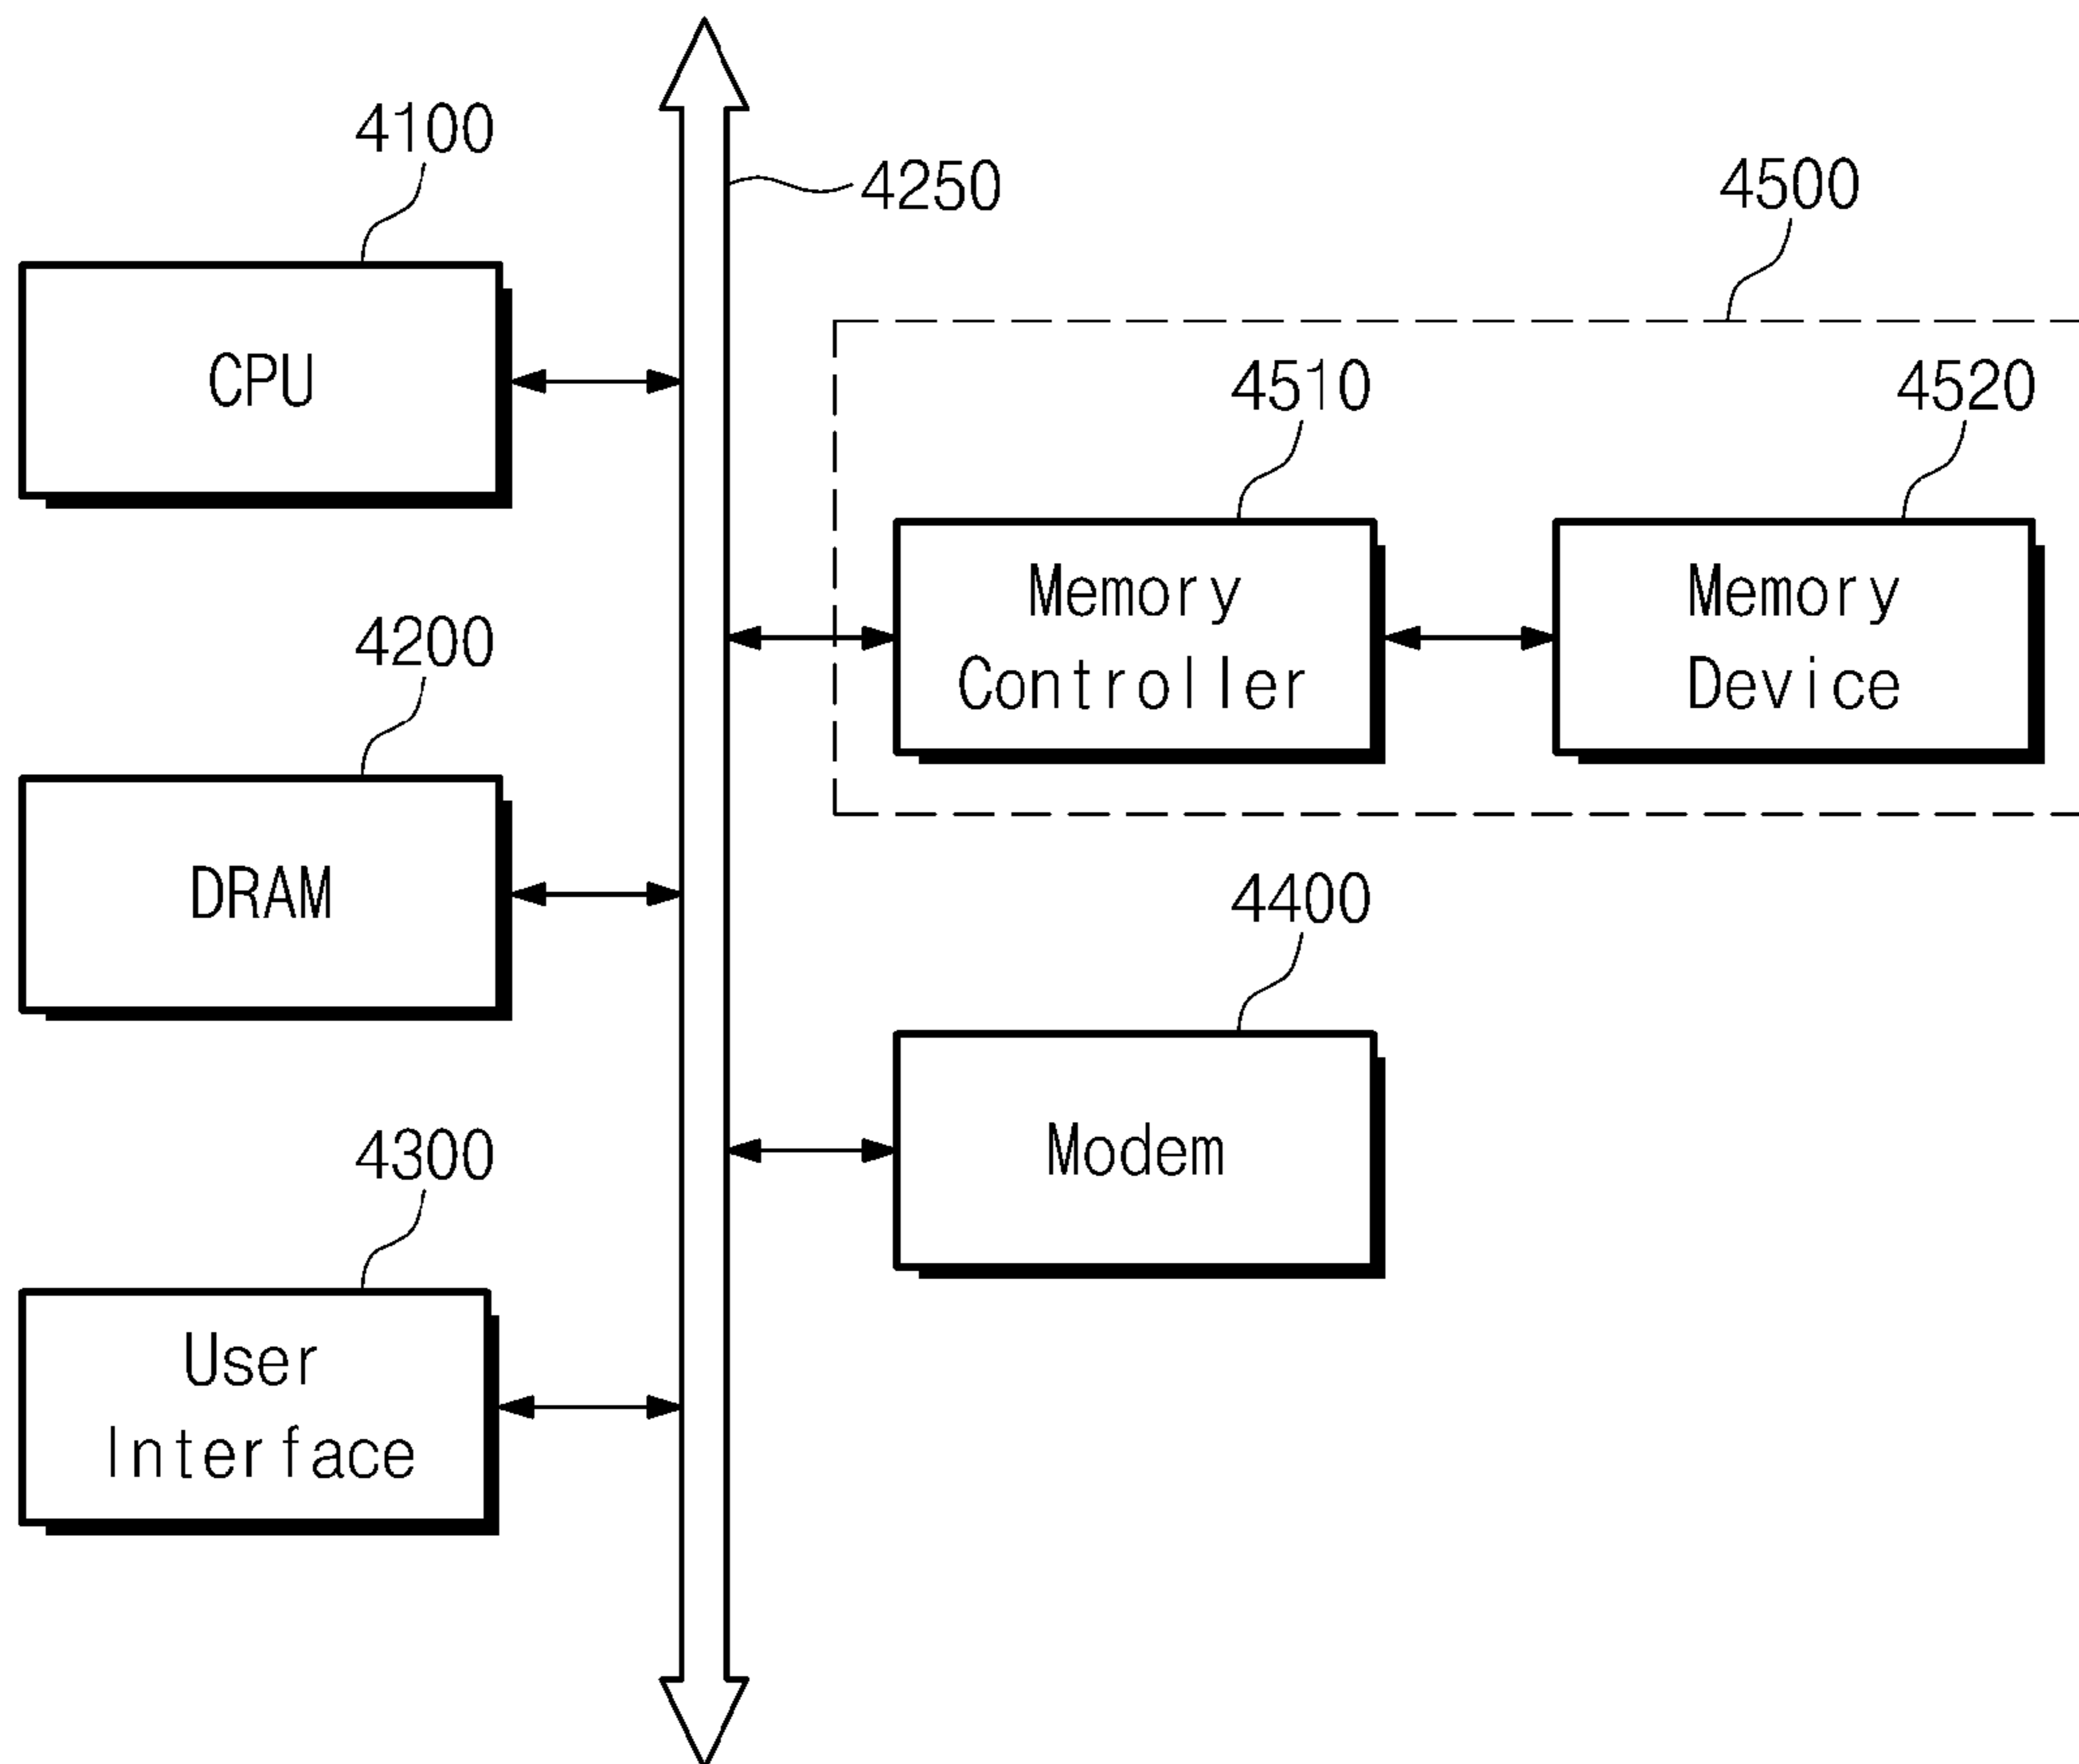 4100
4250
4500
CPU
4510
4520
Memory
Controller
Memory
Device
4200
DRAM
4400
Modem
4300
User
Interface